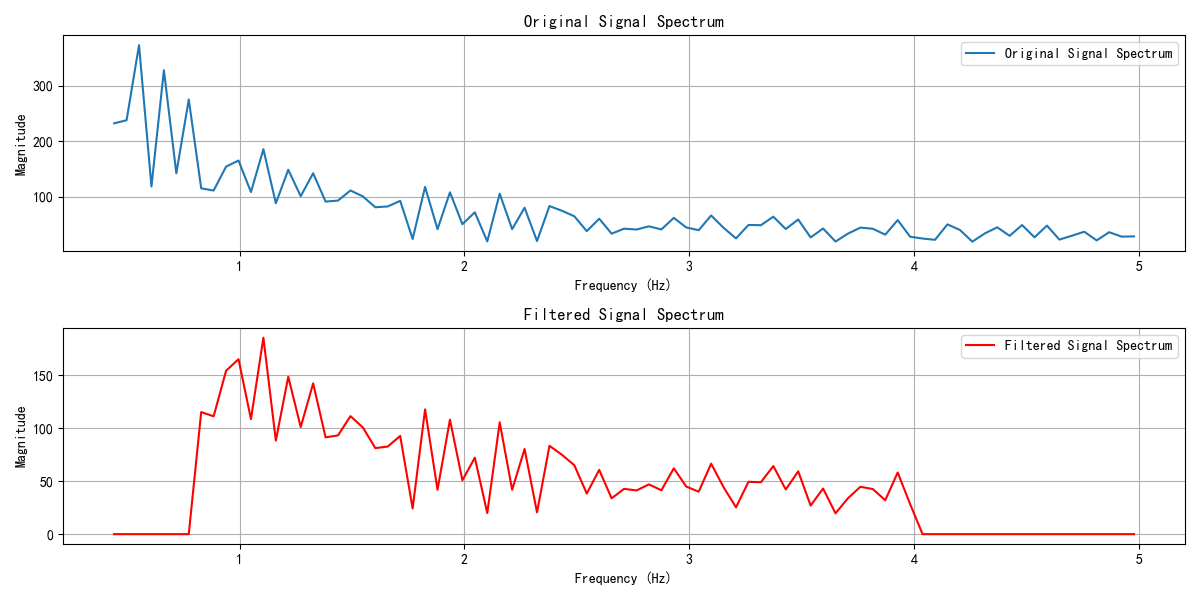 Original Signal Spectrum
Original Signal Spectrum
300
200
100
Magnitude
1 2 3 4 5
Frequency (Hz)
Filtered Signal Spectrum
Filtered Signal Spectrum
150
100
50
0
Magnitude
1 2 3 4 5
Frequency (Hz)